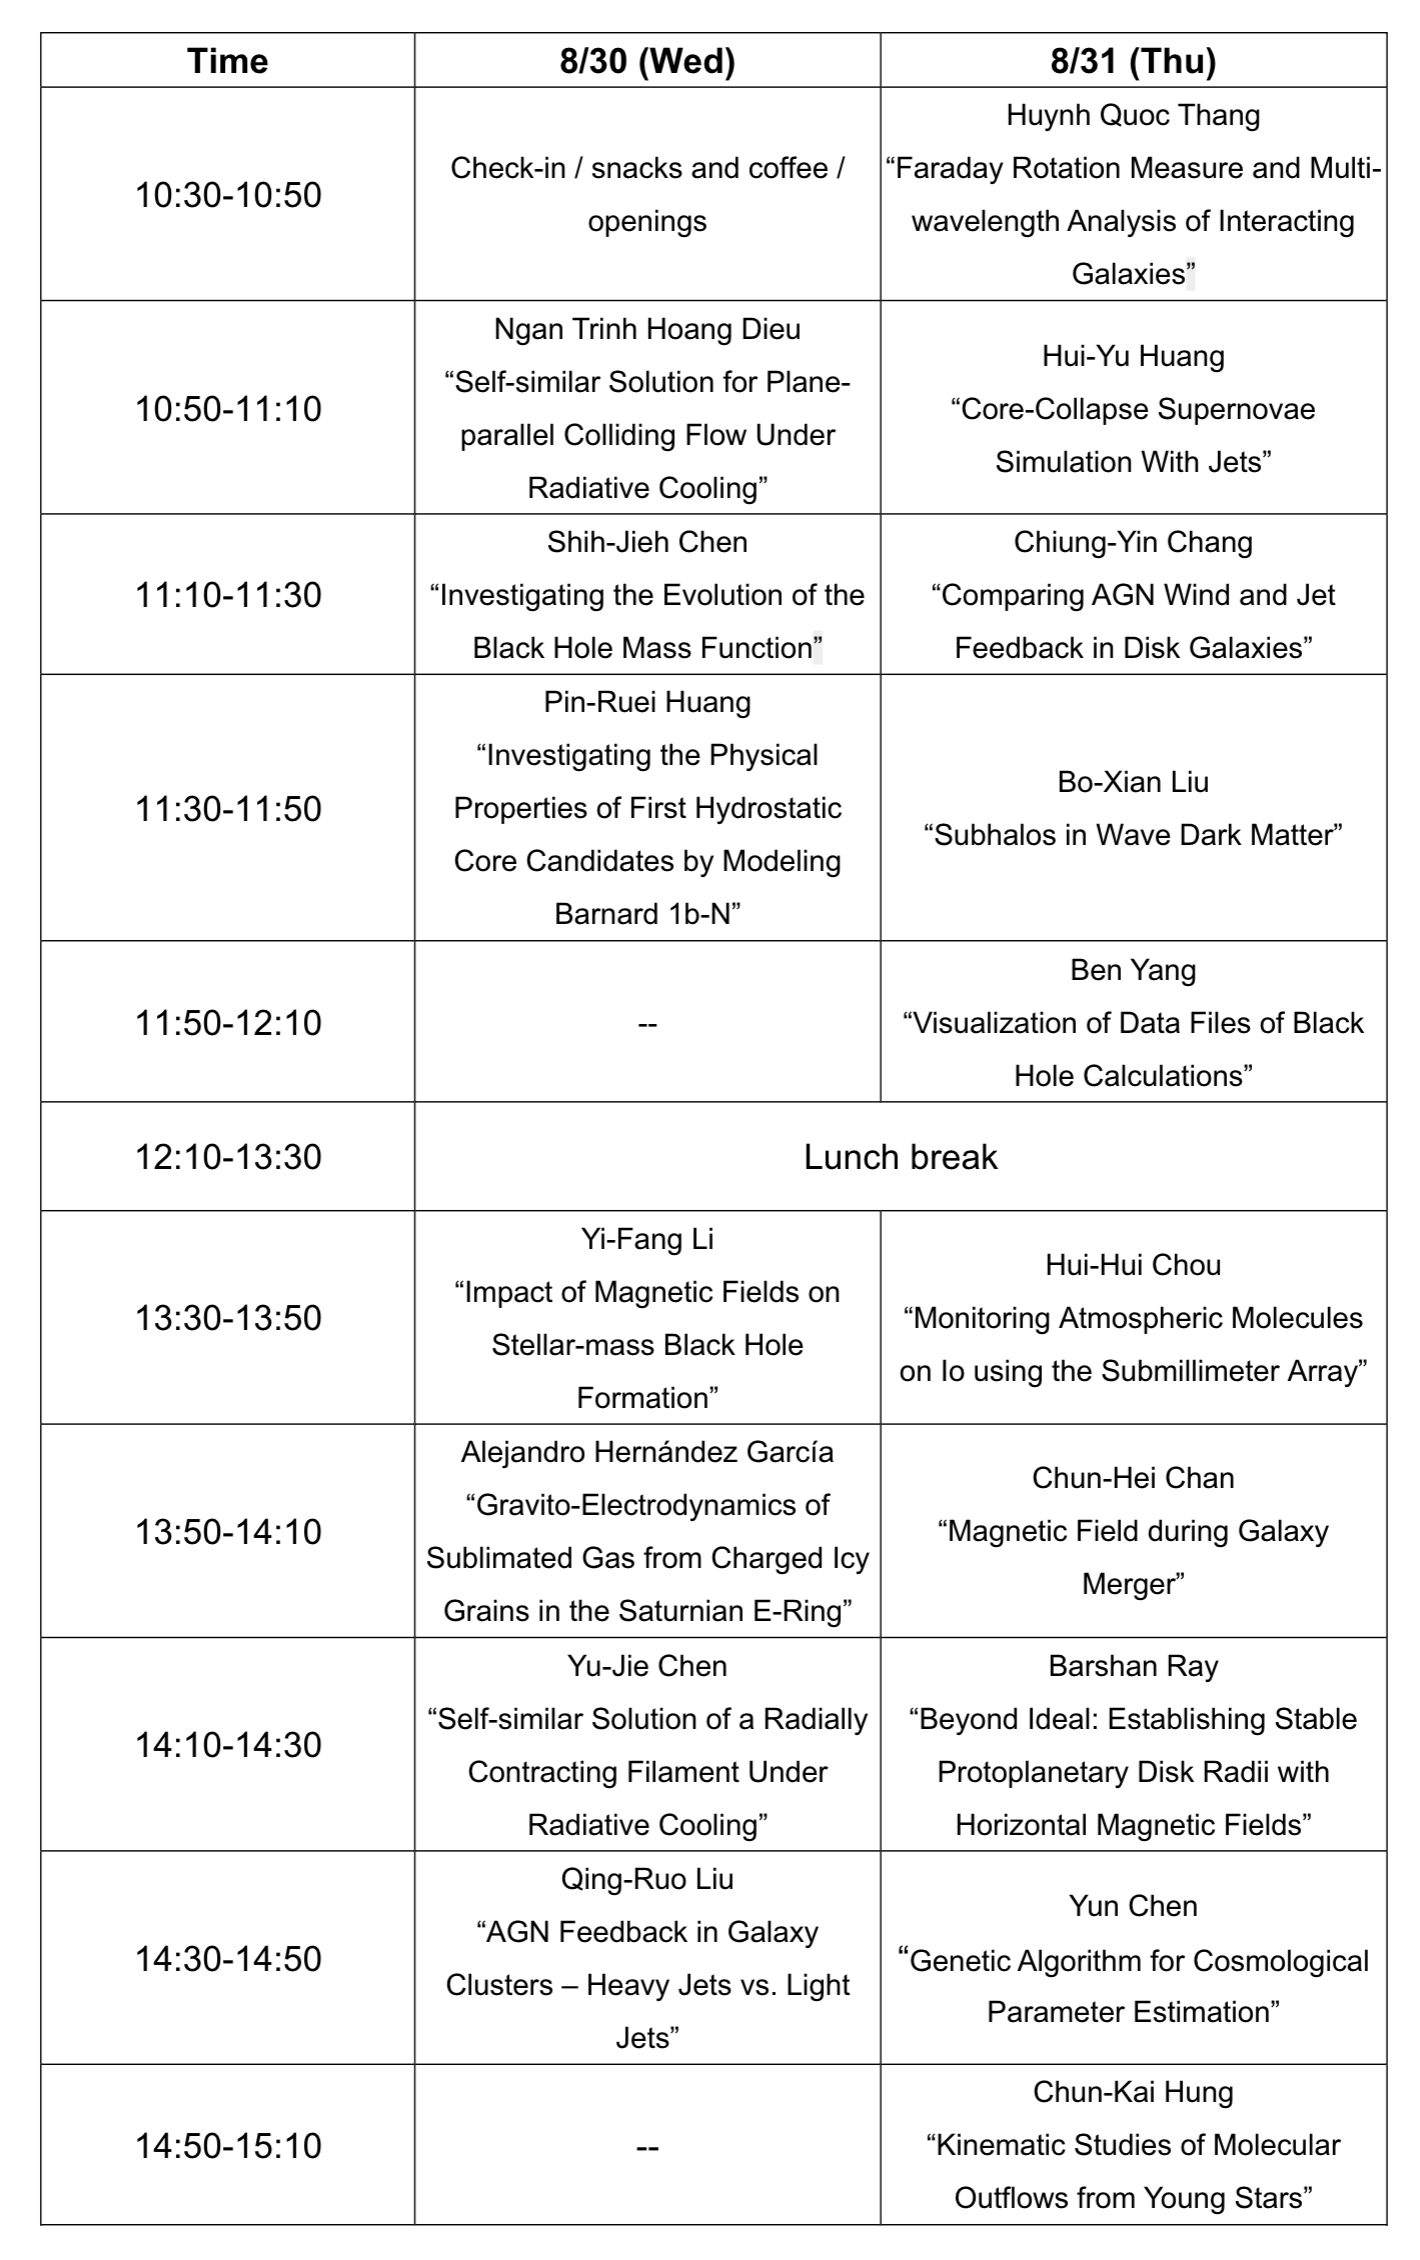 Time 8/30 (Wed) 8/31 (Thu)
10:30-10:50
Check-in / snacks and coffee /
openings
Huynh Quoc Thang
“Faraday Rotation Measure and Multi-
wavelength Analysis of Interacting
Galaxies”
10:50-11:10
Ngan Trinh Hoang Dieu
“Self-similar Solution for Plane-
parallel Colliding Flow Under
Radiative Cooling”
Hui-Yu Huang
“Core-Collapse Supernovae
Simulation With Jets”
11:10-11:30
Shih-Jieh Chen
“Investigating the Evolution of the
Black Hole Mass Function”
Chiung-Yin Chang
“Comparing AGN Wind and Jet
Feedback in Disk Galaxies”
11:30-11:50
Pin-Ruei Huang
“Investigating the Physical
Properties of First Hydrostatic
Core Candidates by Modeling
Barnard 1b-N”
Bo-Xian Liu
“Subhalos in Wave Dark Matter”
11:50-12:10
--
Ben Yang
“Visualization of Data Files of Black
Hole Calculations”
12:10-13:30
Lunch break
13:30-13:50
Yi-Fang Li
“Impact of Magnetic Fields on
Stellar-mass Black Hole
Formation”
Hui-Hui Chou
“Monitoring Atmospheric Molecules
on Io using the Submillimeter Array”
13:50-14:10
Alejandro Hernández García
“Gravito-Electrodynamics of
Sublimated Gas from Charged Icy
Grains in the Saturnian E-Ring”
Chun-Hei Chan
“Magnetic Field during Galaxy
Merger”
14:10-14:30
Yu-Jie Chen
“Self-similar Solution of a Radially
Contracting Filament Under
Radiative Cooling”
Barshan Ray
“Beyond Ideal: Establishing Stable
Protoplanetary Disk Radii with
Horizontal Magnetic Fields”
14:30-14:50
Qing-Ruo Liu
“AGN Feedback in Galaxy
Clusters – Heavy Jets vs. Light
Jets”
Yun Chen
“Genetic Algorithm for Cosmological
Parameter Estimation”
14:50-15:10
--
Chun-Kai Hung
“Kinematic Studies of Molecular
Outflows from Young Stars”